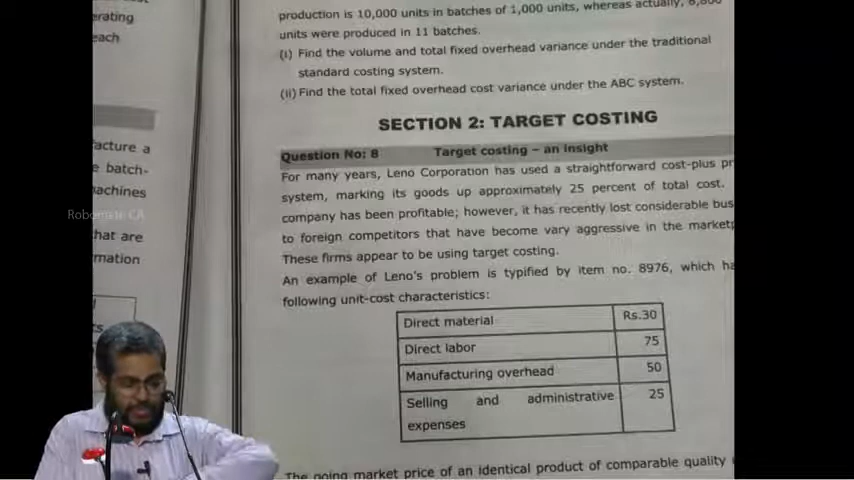 erating
each
acture a
e batch-
achines
hat are
mation
Robomate CA
production is 10,000 units in batches of 1,000 units, whereas actually,
units were produced in 11 batches.
(i) Find the volume and total fixed overhead variance under the traditional
standard costing system.
(ii) Find the total fixed overhead cost variance under the ABC system.
SECTION 2: TARGET COSTING
Question No: 8 Target costing – an insight
For many years, Leno Corporation has used a straightforward cost-plus pr
system, marking its goods up approximately 25 percent of total cost.
company has been profitable; however, it has recently lost considerable bus
to foreign competitors that have become vary aggressive in the marketp
These firms appear to be using target costing.
An example of Leno's problem is typified by item no. 8976, which ha
following unit-cost characteristics:
Direct material Rs.30
Direct labor 75
Manufacturing overhead 50
Selling and administrative 25
expenses
The going market price of an identical product of comparable quality